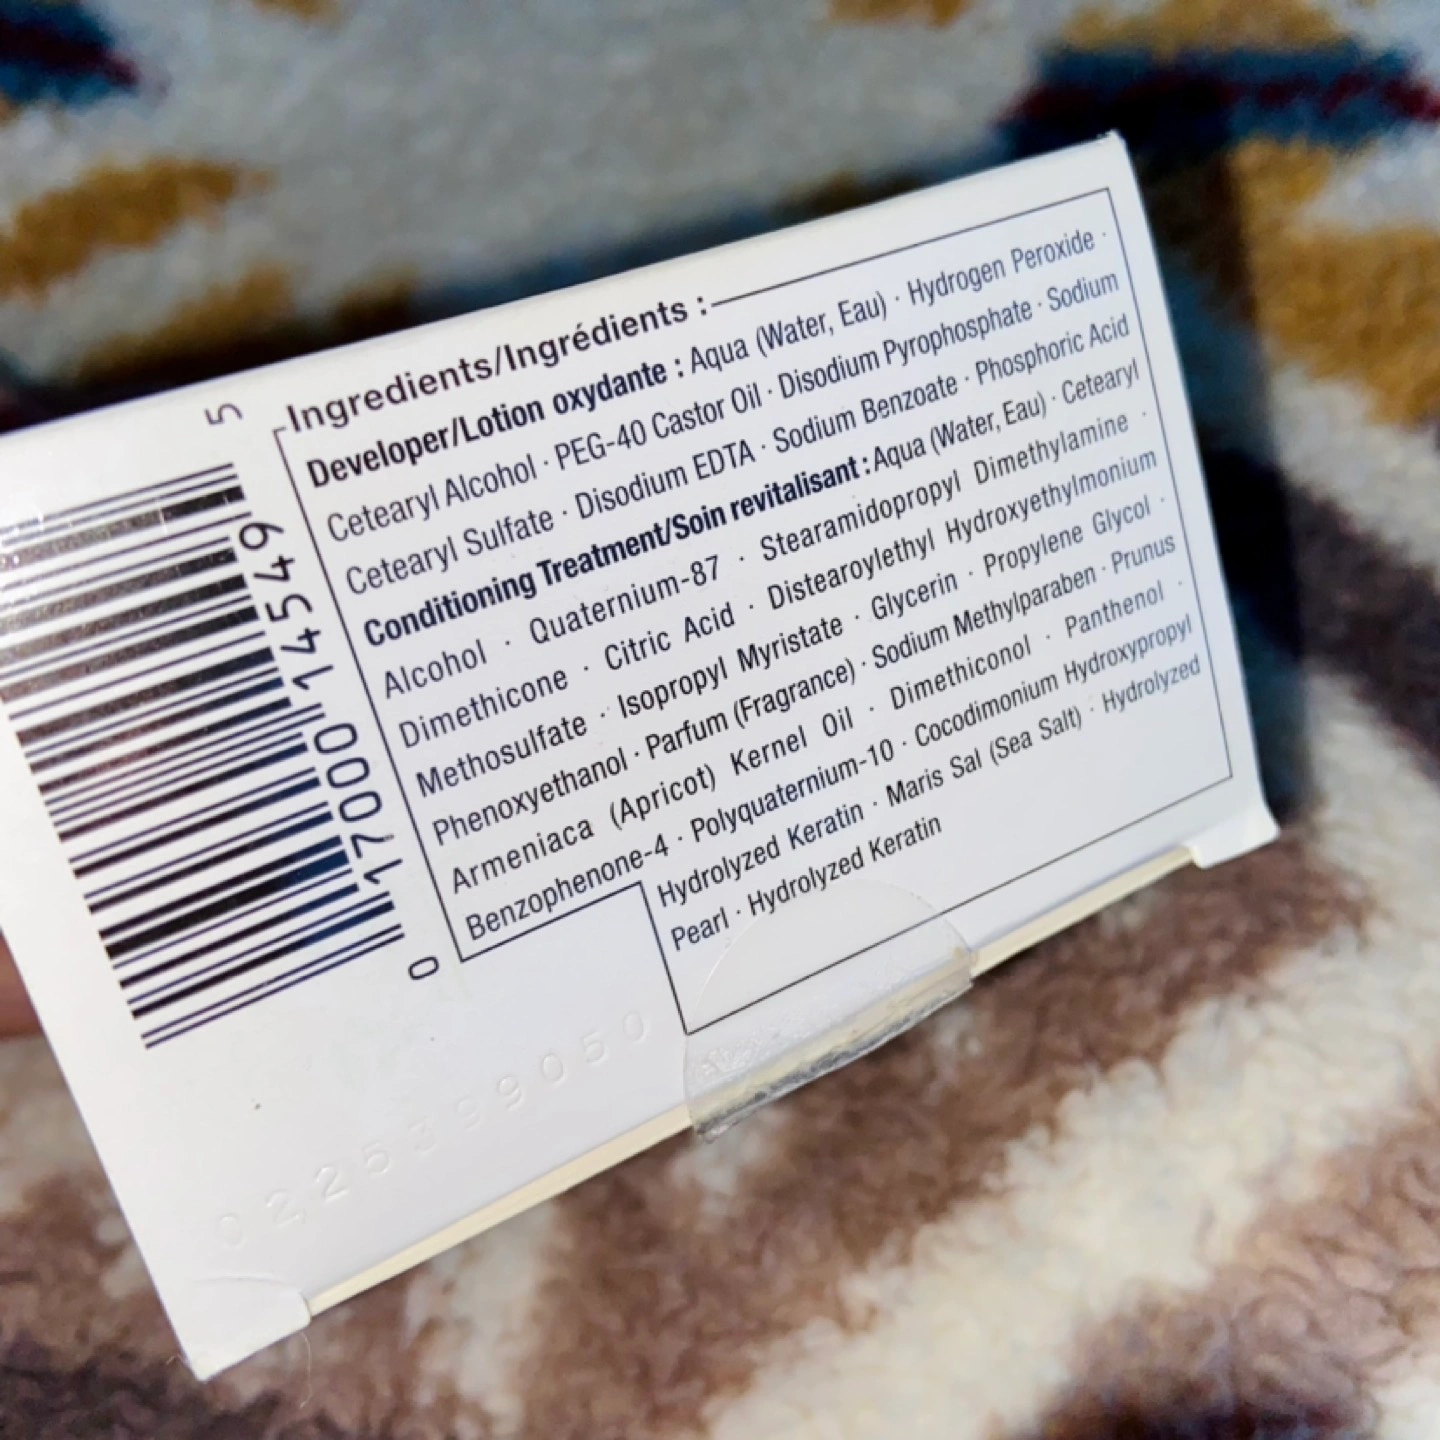 Ingredients/Ingrédients :
Developer/Lotion oxydante : Aqua (Water, Eau) · Hydrogen Peroxide ·
Cetearyl Alcohol · PEG-40 Castor Oil · Disodium Pyrophosphate · Sodium
Cetearyl Sulfate · Disodium EDTA · Sodium Benzoate · Phosphoric Acid
Conditioning Treatment/Soin revitalisant : Aqua (Water, Eau) · Cetearyl
Alcohol · Quaternium-87 · Stearamidopropyl Dimethylamine ·
Dimethicone · Citric Acid · Distearoylethyl Hydroxyethylmonium
Methosulfate · Isopropyl Myristate · Glycerin · Propylene Glycol ·
Phenoxyethanol · Parfum (Fragrance) · Sodium Methylparaben · Prunus
Armeniaca (Apricot) Kernel Oil · Dimethiconol · Panthenol ·
Benzophenone-4 · Polyquaternium-10 · Cocodimonium Hydroxypropyl
Hydrolyzed Keratin · Maris Sal (Sea Salt) · Hydrolyzed
Pearl · Hydrolyzed Keratin
0 17000 14549 5